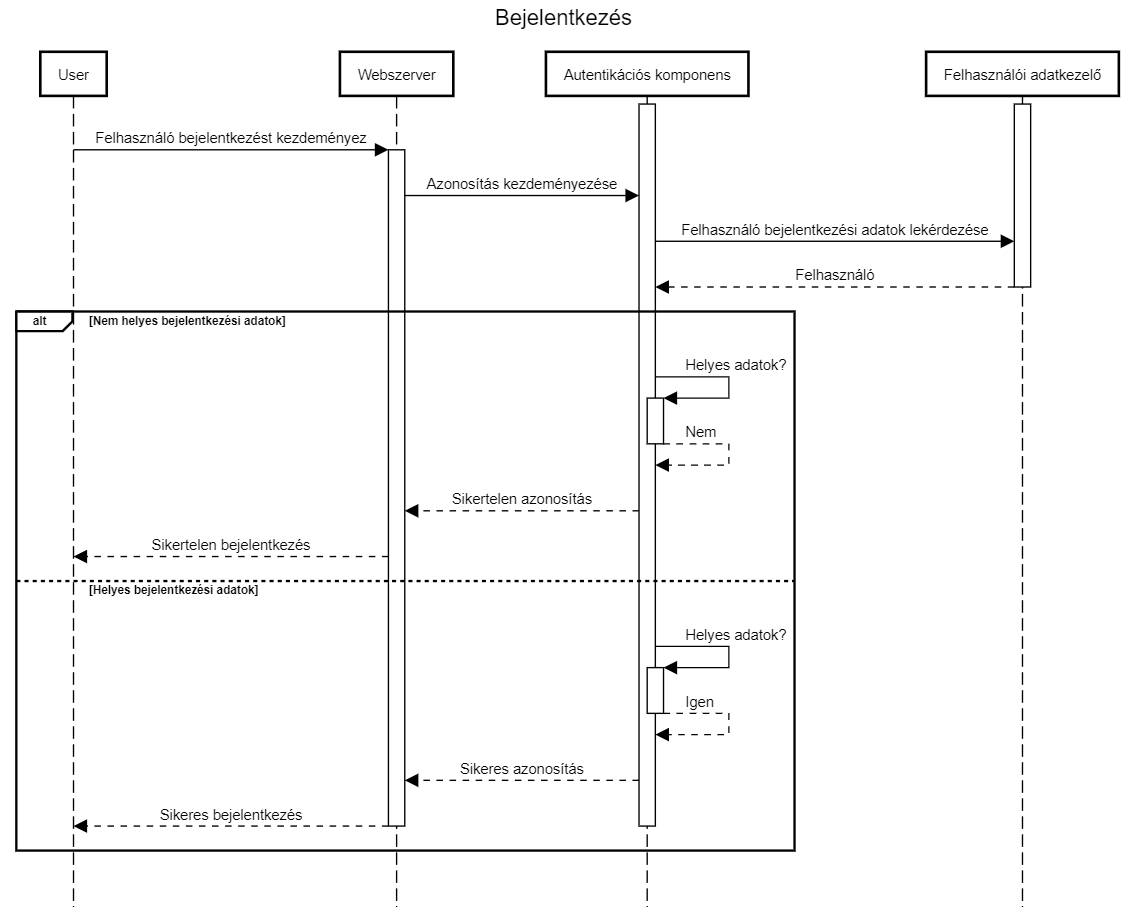 Bejelentkezés
User
Webszerver
Autentikációs komponens
Felhasználói adatkezelő
Felhasználó bejelentkezést kezdeményez
Azonosítás kezdeményezése
Felhasználó bejelentkezési adatok lekérdezése
Felhasználó
alt
[Nem helyes bejelentkezési adatok]
Helyes adatok?
Nem
Sikertelen azonosítás
Sikertelen bejelentkezés
[Helyes bejelentkezési adatok]
Helyes adatok?
Igen
Sikeres azonosítás
Sikeres bejelentkezés